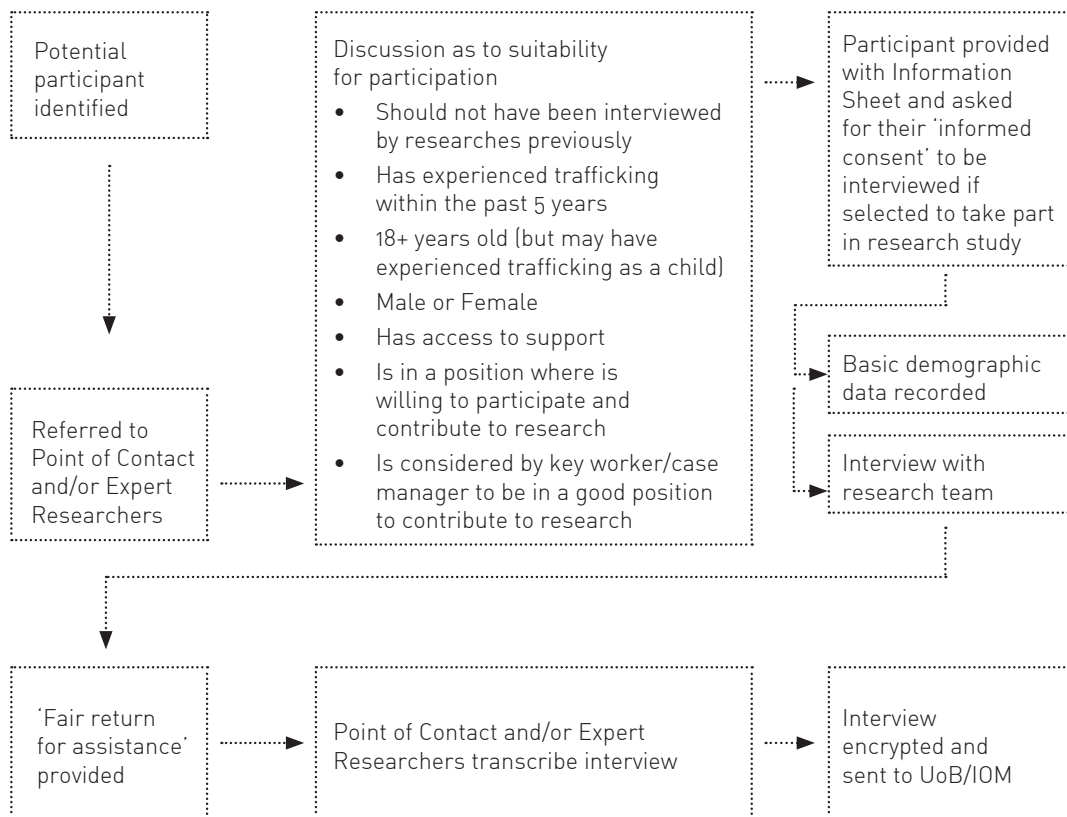 Potential
participant
identified
Referred to
Point of Contact
and/or Expert
Researchers
Discussion as to suitability
for participation
• Should not have been interviewed
by researches previously
• Has experienced trafficking
within the past 5 years
• 18+ years old (but may have
experienced trafficking as a child)
• Male or Female
• Has access to support
• Is in a position where is
willing to participate and
contribute to research
• Is considered by key worker/case
manager to be in a good position
to contribute to research
Participant provided
with Information
Sheet and asked
for their ‘informed
consent’ to be
interviewed if
selected to take part
in research study
Basic demographic
data recorded
Interview with
research team
‘Fair return
for assistance’
provided
Point of Contact and/or Expert
Researchers transcribe interview
Interview
encrypted and
sent to UoB/IOM